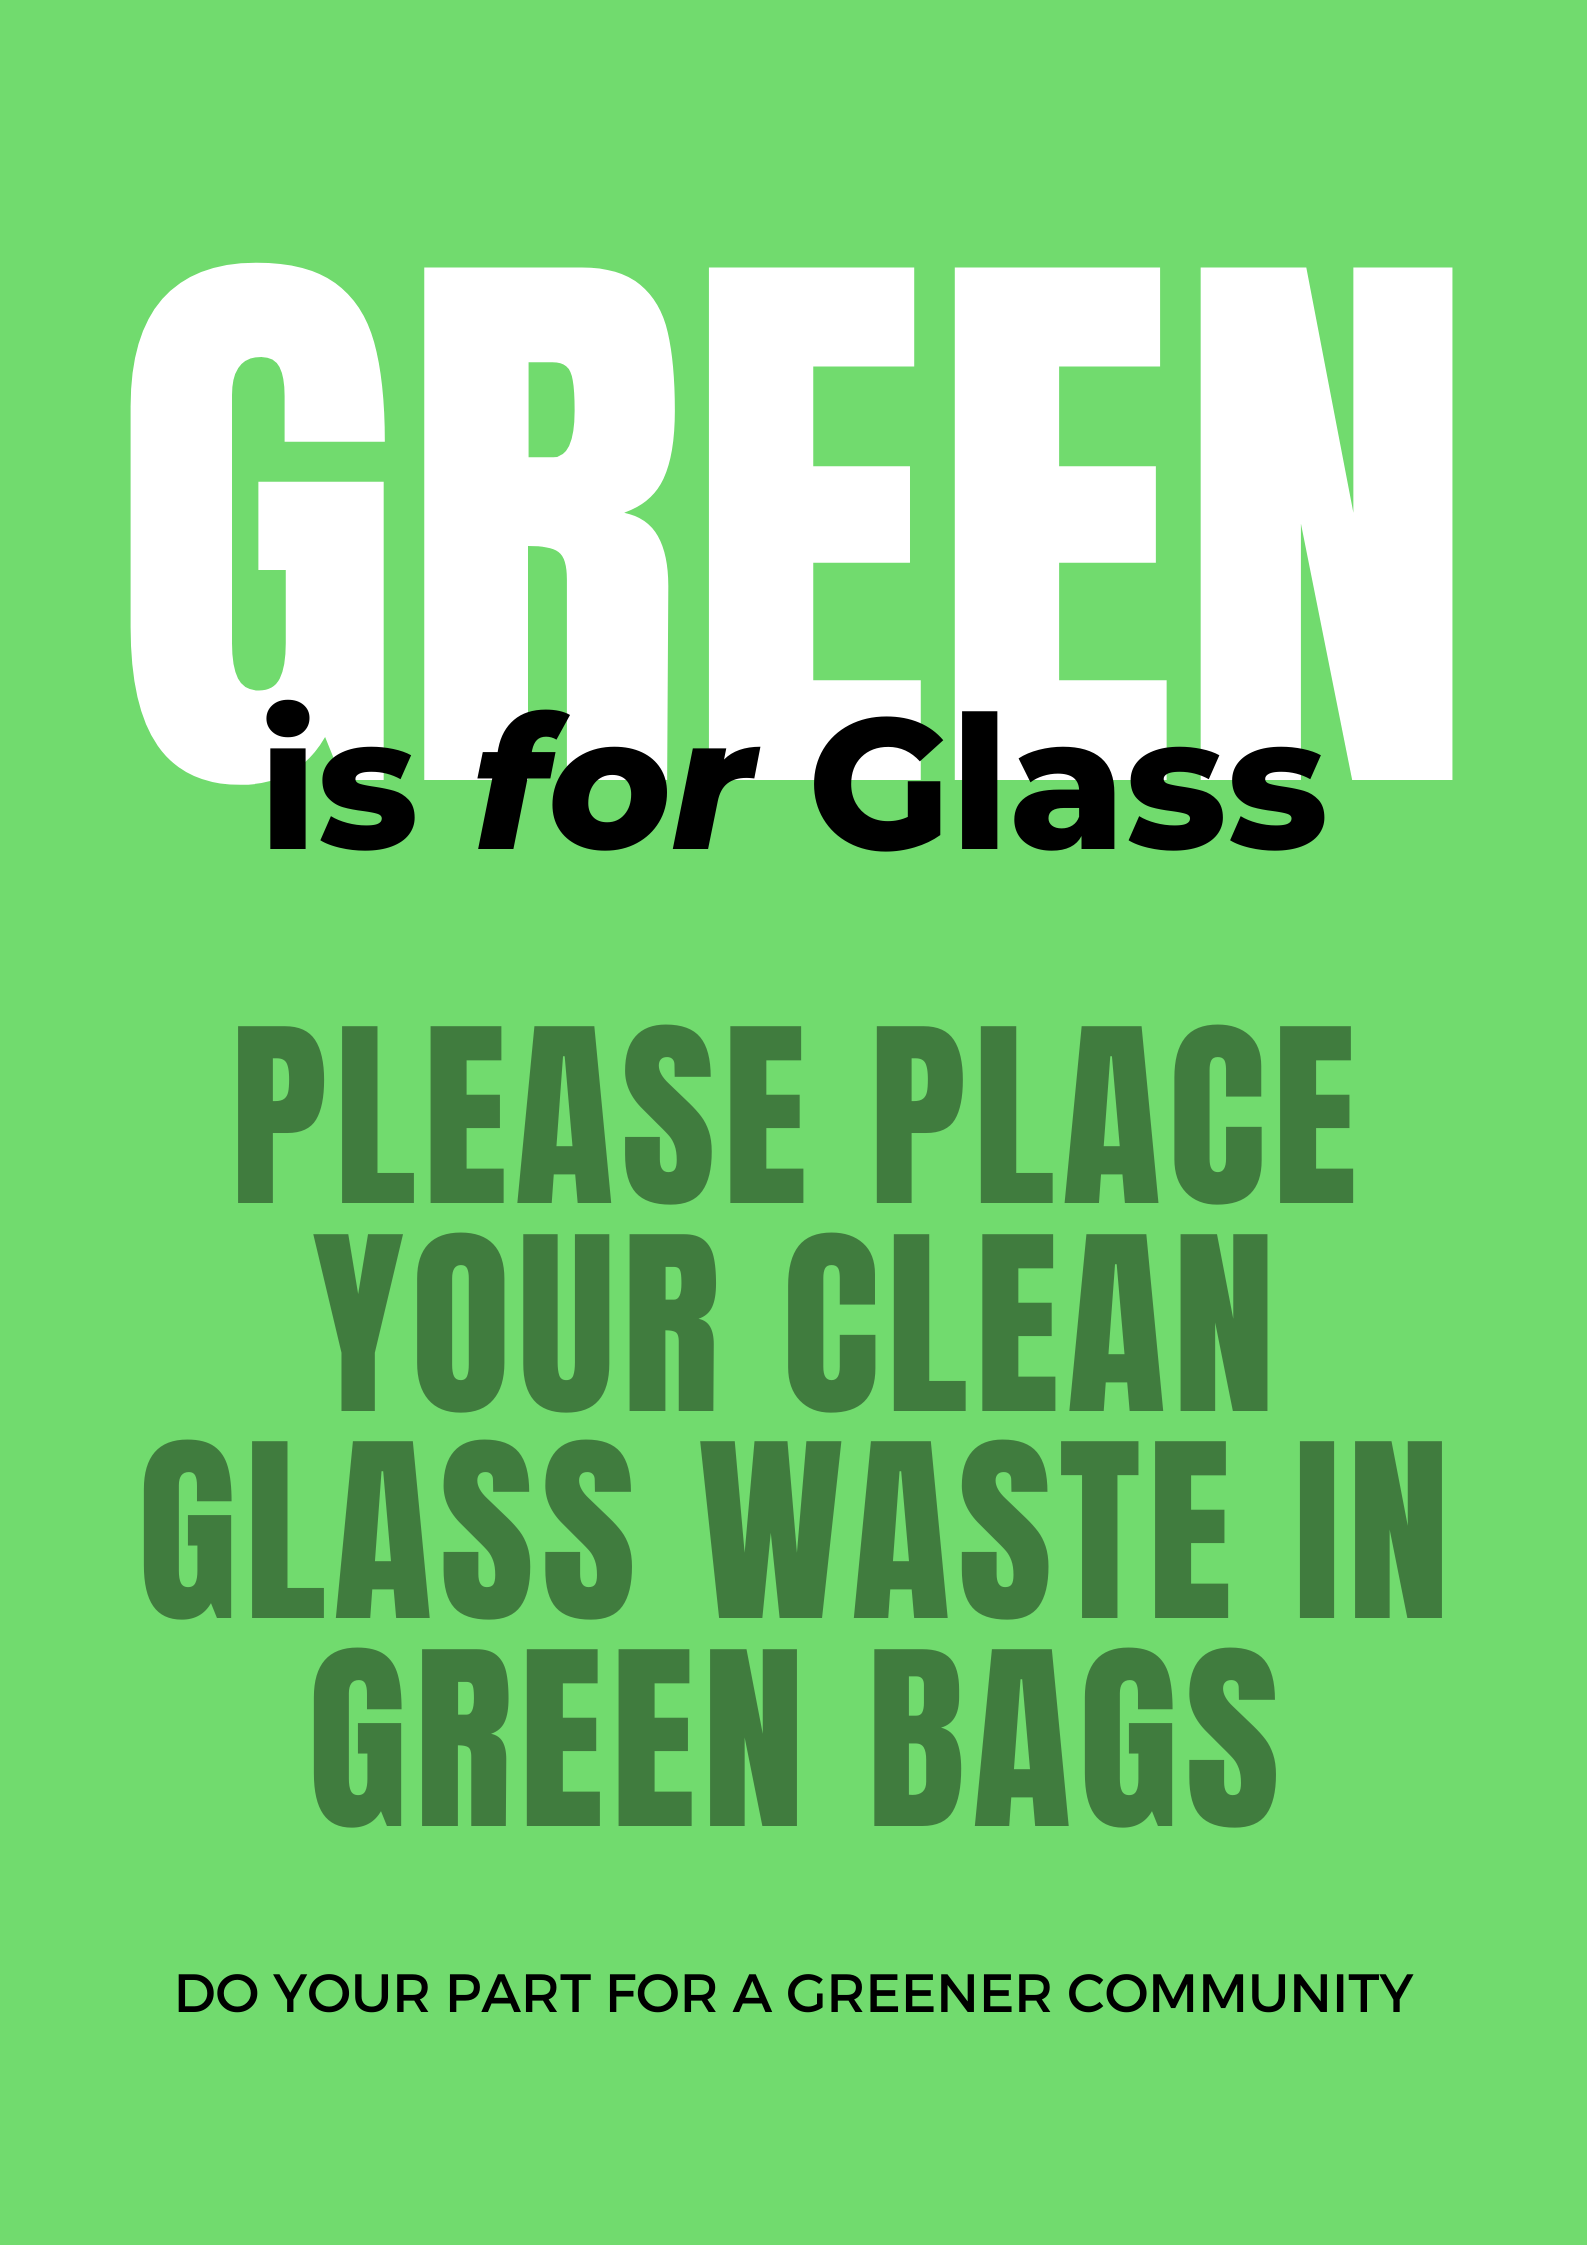 GREEN
is for Glass
PLEASE PLACE
YOUR CLEAN
GLASS WASTE IN
GREEN BAGS
DO YOUR PART FOR A GREENER COMMUNITY